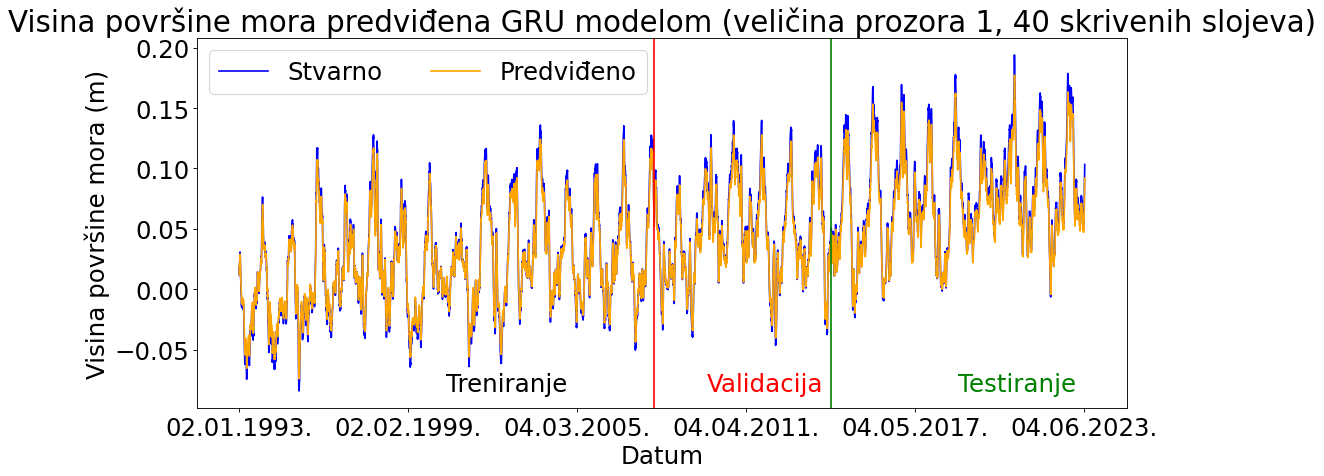 Visina površine mora predviđena GRU modelom (veličina prozora 1, 40 skrivenih slojeva)
Stvarno Predviđeno
Visina površine mora (m)
0.20
0.15
0.10
0.05
0.00
−0.05
Treniranje Validacija Testiranje
02.01.1993. 02.02.1999. 04.03.2005. 04.04.2011. 04.05.2017. 04.06.2023.
Datum